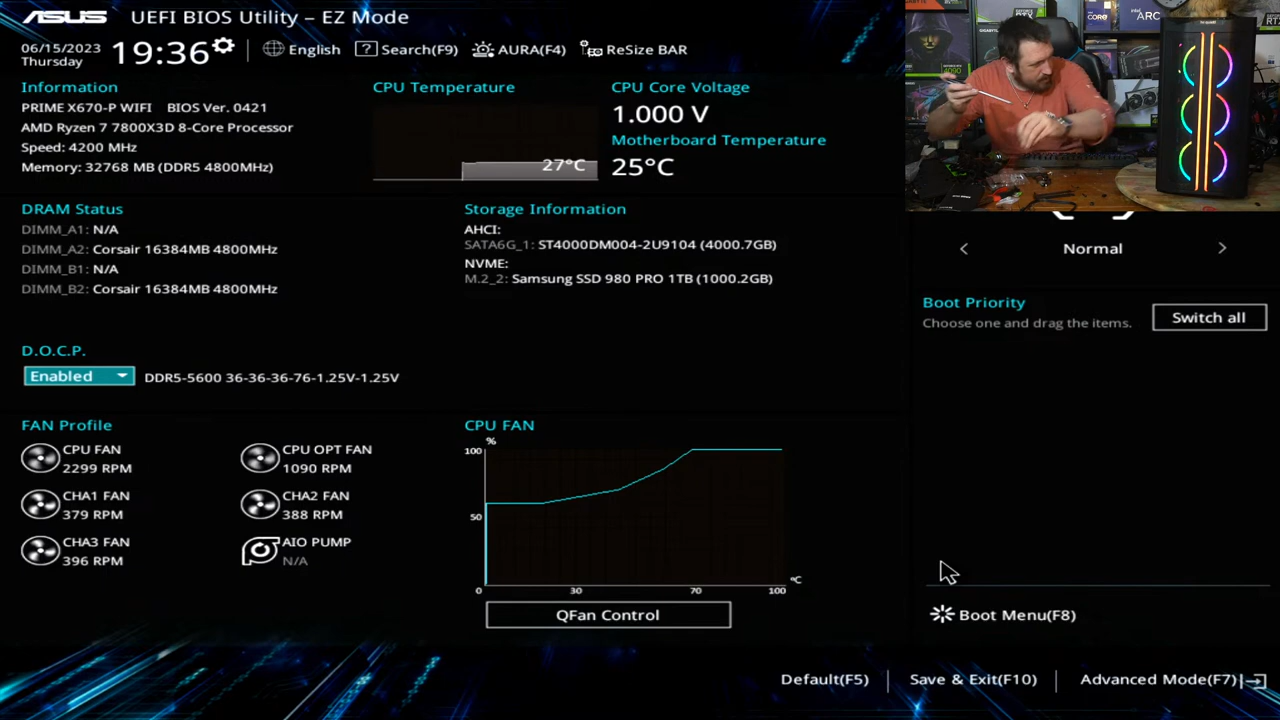 ASUS UEFI BIOS Utility – EZ Mode
06/15/2023
Thursday
19:36
English
Search(F9)
AURA(F4)
ReSize BAR
Information
PRIME X670-P WIFI BIOS Ver. 0421
AMD Ryzen 7 7800X3D 8-Core Processor
Speed: 4200 MHz
Memory: 32768 MB (DDR5 4800MHz)
CPU Temperature
27°C
CPU Core Voltage
1.000 V
Motherboard Temperature
25°C
DRAM Status
DIMM_A1: N/A
DIMM_A2: Corsair 16384MB 4800MHz
DIMM_B1: N/A
DIMM_B2: Corsair 16384MB 4800MHz
Storage Information
AHCI:
SATA6G_1: ST4000DM004-2U9104 (4000.7GB)
NVME:
M.2_2: Samsung SSD 980 PRO 1TB (1000.2GB)
Normal
Boot Priority
Choose one and drag the items.
Switch all
D.O.C.P.
Enabled
DDR5-5600 36-36-36-76-1.25V-1.25V
FAN Profile
CPU FAN
2299 RPM
CPU OPT FAN
1090 RPM
CHA1 FAN
379 RPM
CHA2 FAN
388 RPM
CHA3 FAN
396 RPM
AIO PUMP
N/A
CPU FAN
%
100
50
0
30
70
100
°C
QFan Control
Boot Menu(F8)
Default(F5)
Save & Exit(F10)
Advanced Mode(F7)
CORE
intel
ARC
4090